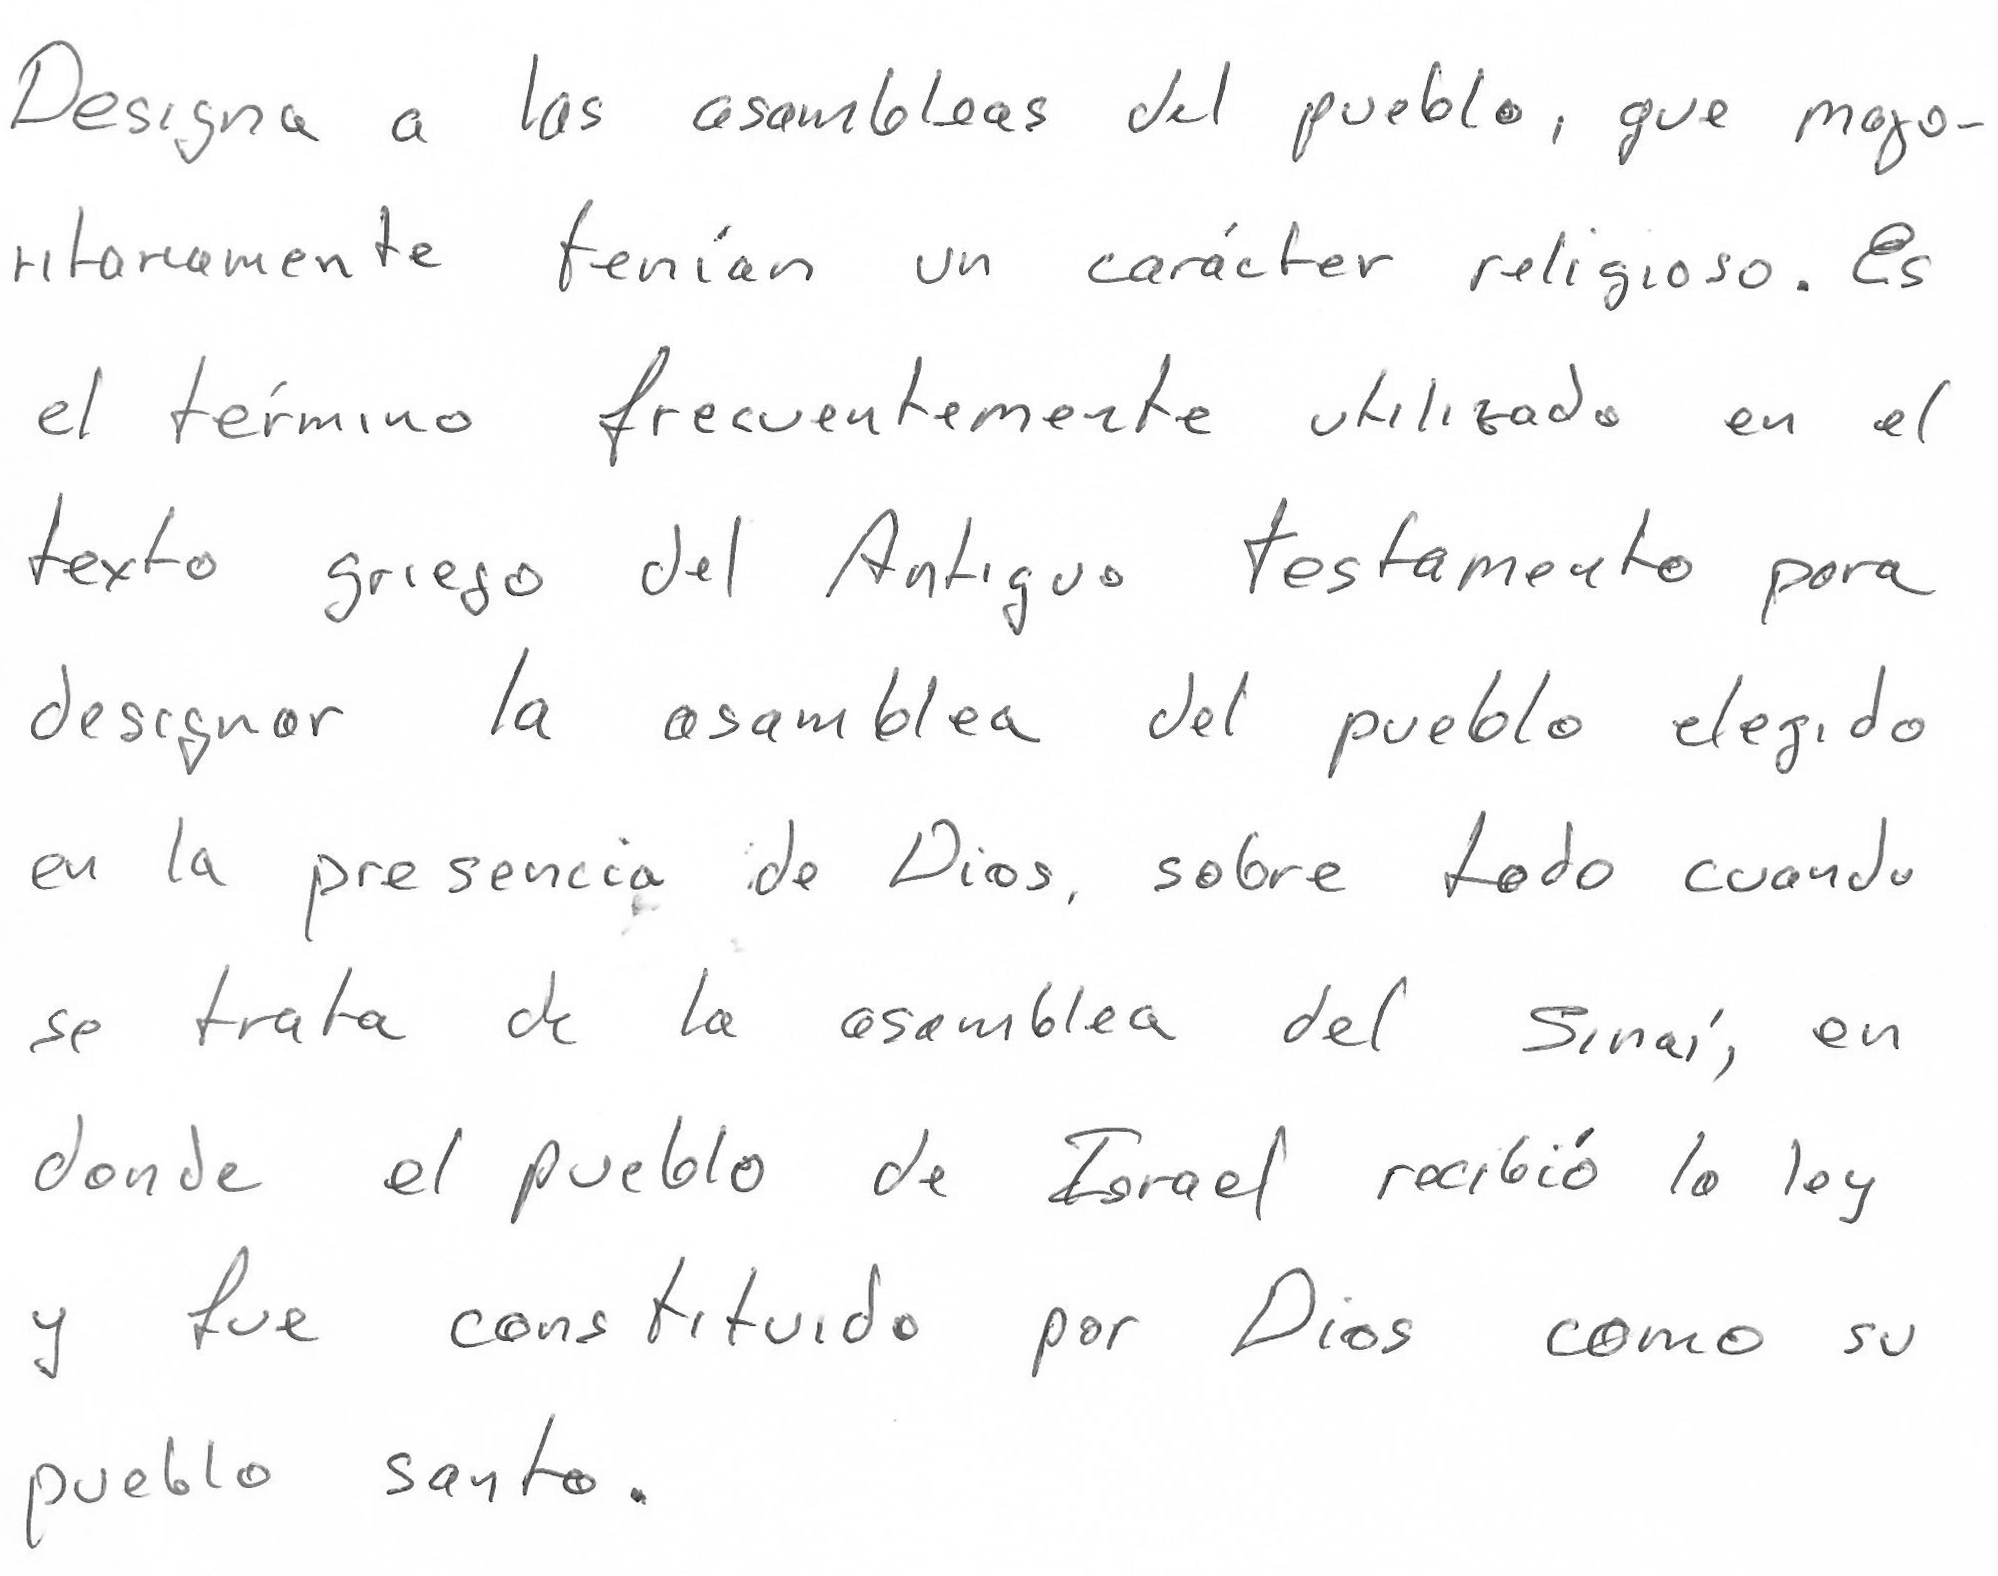 Designa a las asambleas del pueblo, que mayo-
ritariamente tenían un carácter religioso. Es
el término frecuentemente utilizado en el
texto griego del Antiguo Testamento para
designar la asamblea del pueblo elegido
en la presencia de Dios, sobre todo cuando
se trata de la asamblea del Sinaí, en
donde el pueblo de Israel recibió la ley
y fue constituido por Dios como su
pueblo santo.